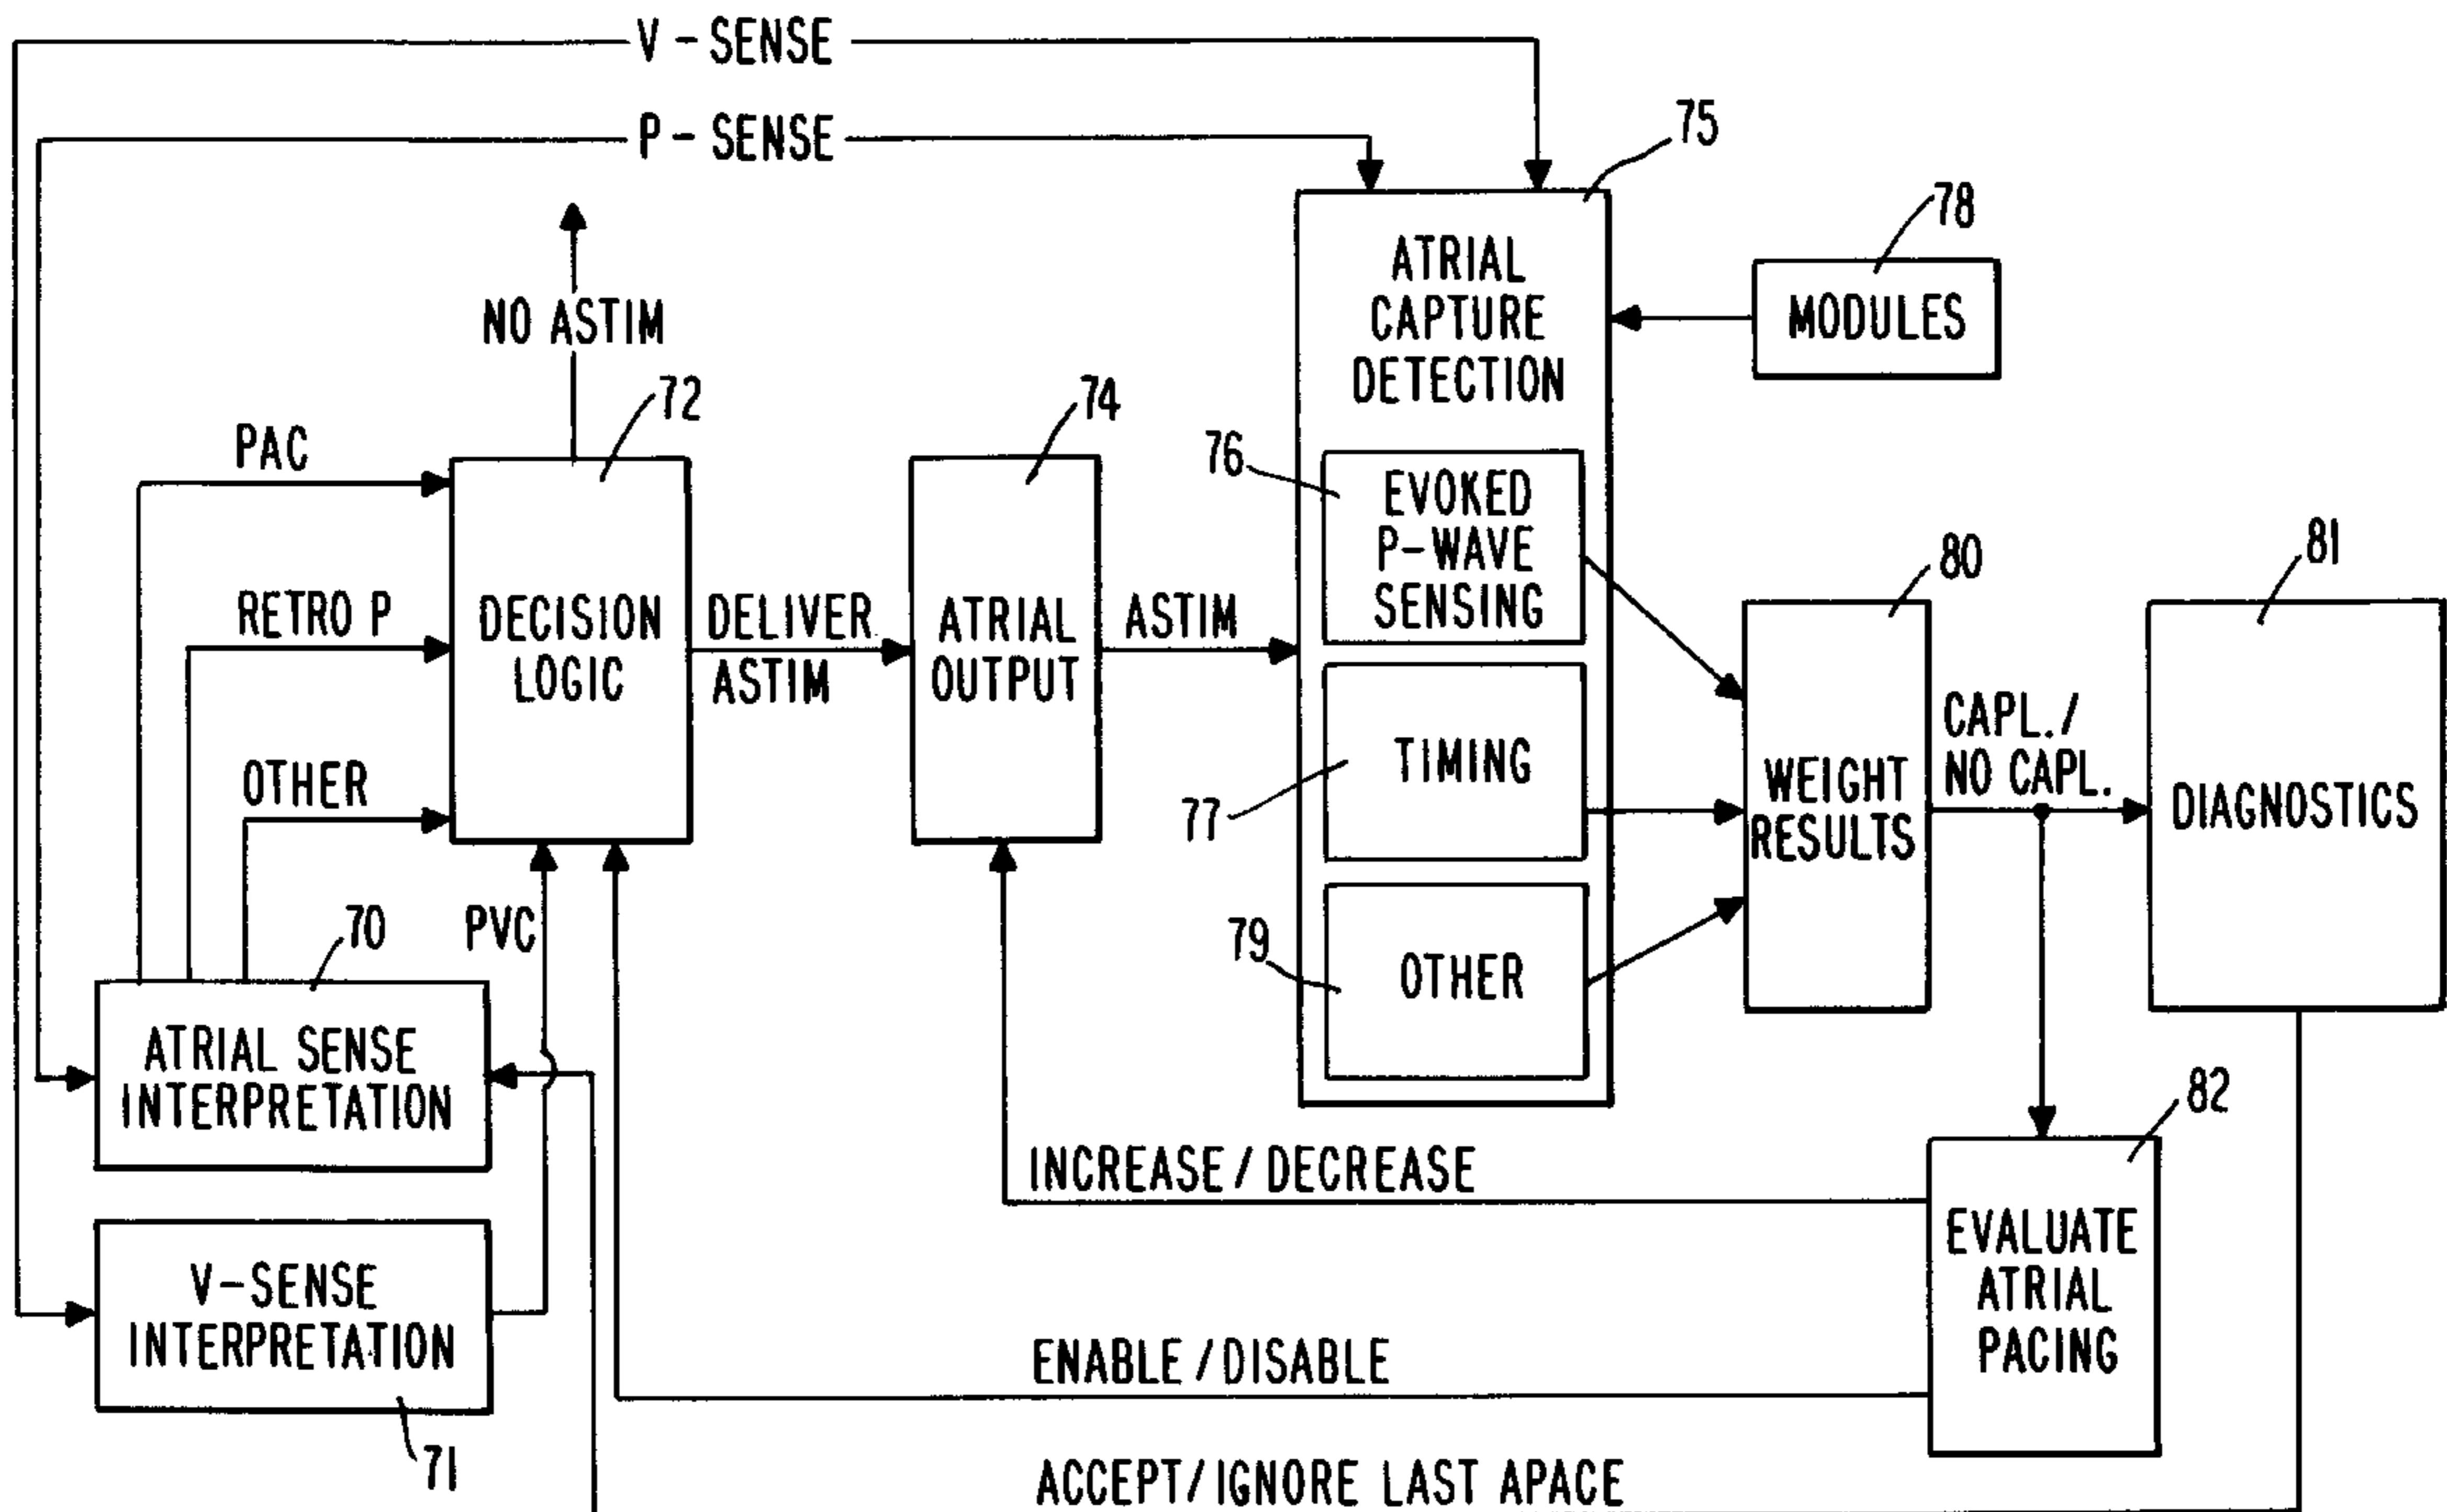 V-SENSE
P-SENSE
75
78
NO ASTIM
ATRIAL
CAPTURE
DETECTION
MODULES
72
74
PAC
76
EVOKED
P-WAVE
SENSING
80
81
RETRO P
DECISION
LOGIC
DELIVER
ASTIM
ATRIAL
OUTPUT
ASTIM
OTHER
77
TIMING
WEIGHT
RESULTS
CAPL./
NO CAPL.
DIAGNOSTICS
70
PVC
79
OTHER
ATRIAL SENSE
INTERPRETATION
82
INCREASE/DECREASE
V-SENSE
INTERPRETATION
EVALUATE
ATRIAL
PACING
ENABLE/DISABLE
71
ACCEPT/IGNORE LAST APACE